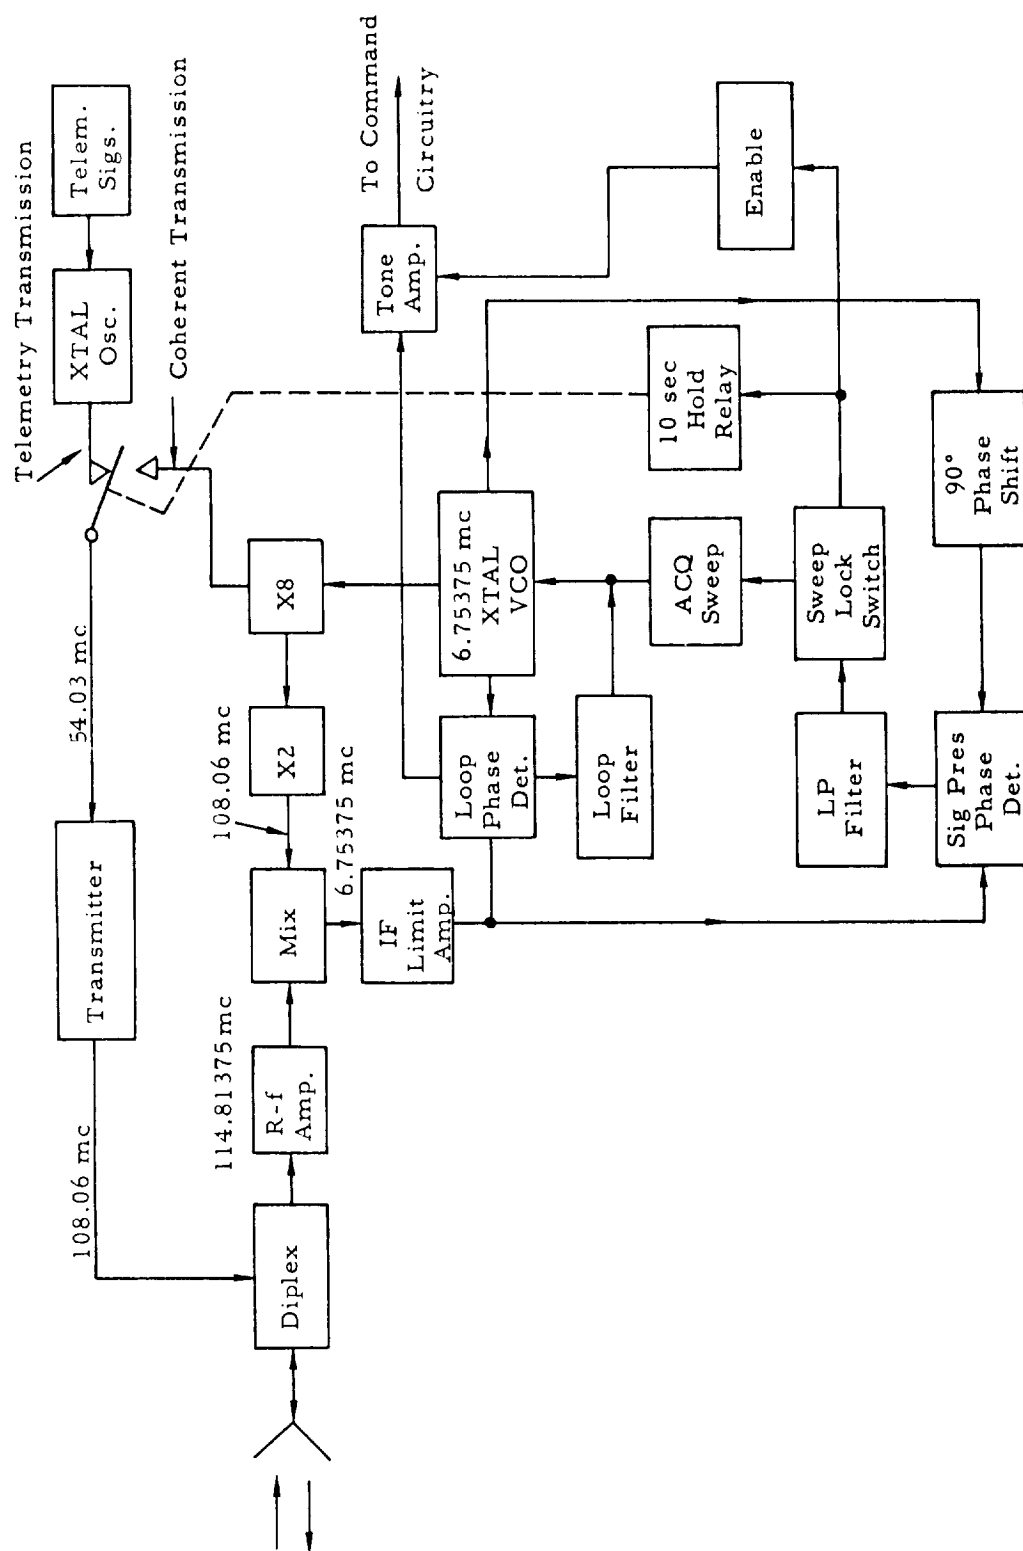 Telemetry Transmission
Telem.
Sigs.
XTAL
Osc.
Coherent Transmission
54.03 mc
Transmitter
108.06 mc
To Command
Circuitry
Tone
Amp.
Enable
10 sec
Hold
Relay
X8
X2
108.06 mc
Mix
6.75375 mc
114.81375mc
R-f
Amp.
Diplex
6.75375 mc
XTAL
VCO
Loop
Phase
Det.
IF
Limit
Amp.
Loop
Filter
ACQ
Sweep
Sweep
Lock
Switch
LP
Filter
90°
Phase
Shift
Sig Pres
Phase
Det.